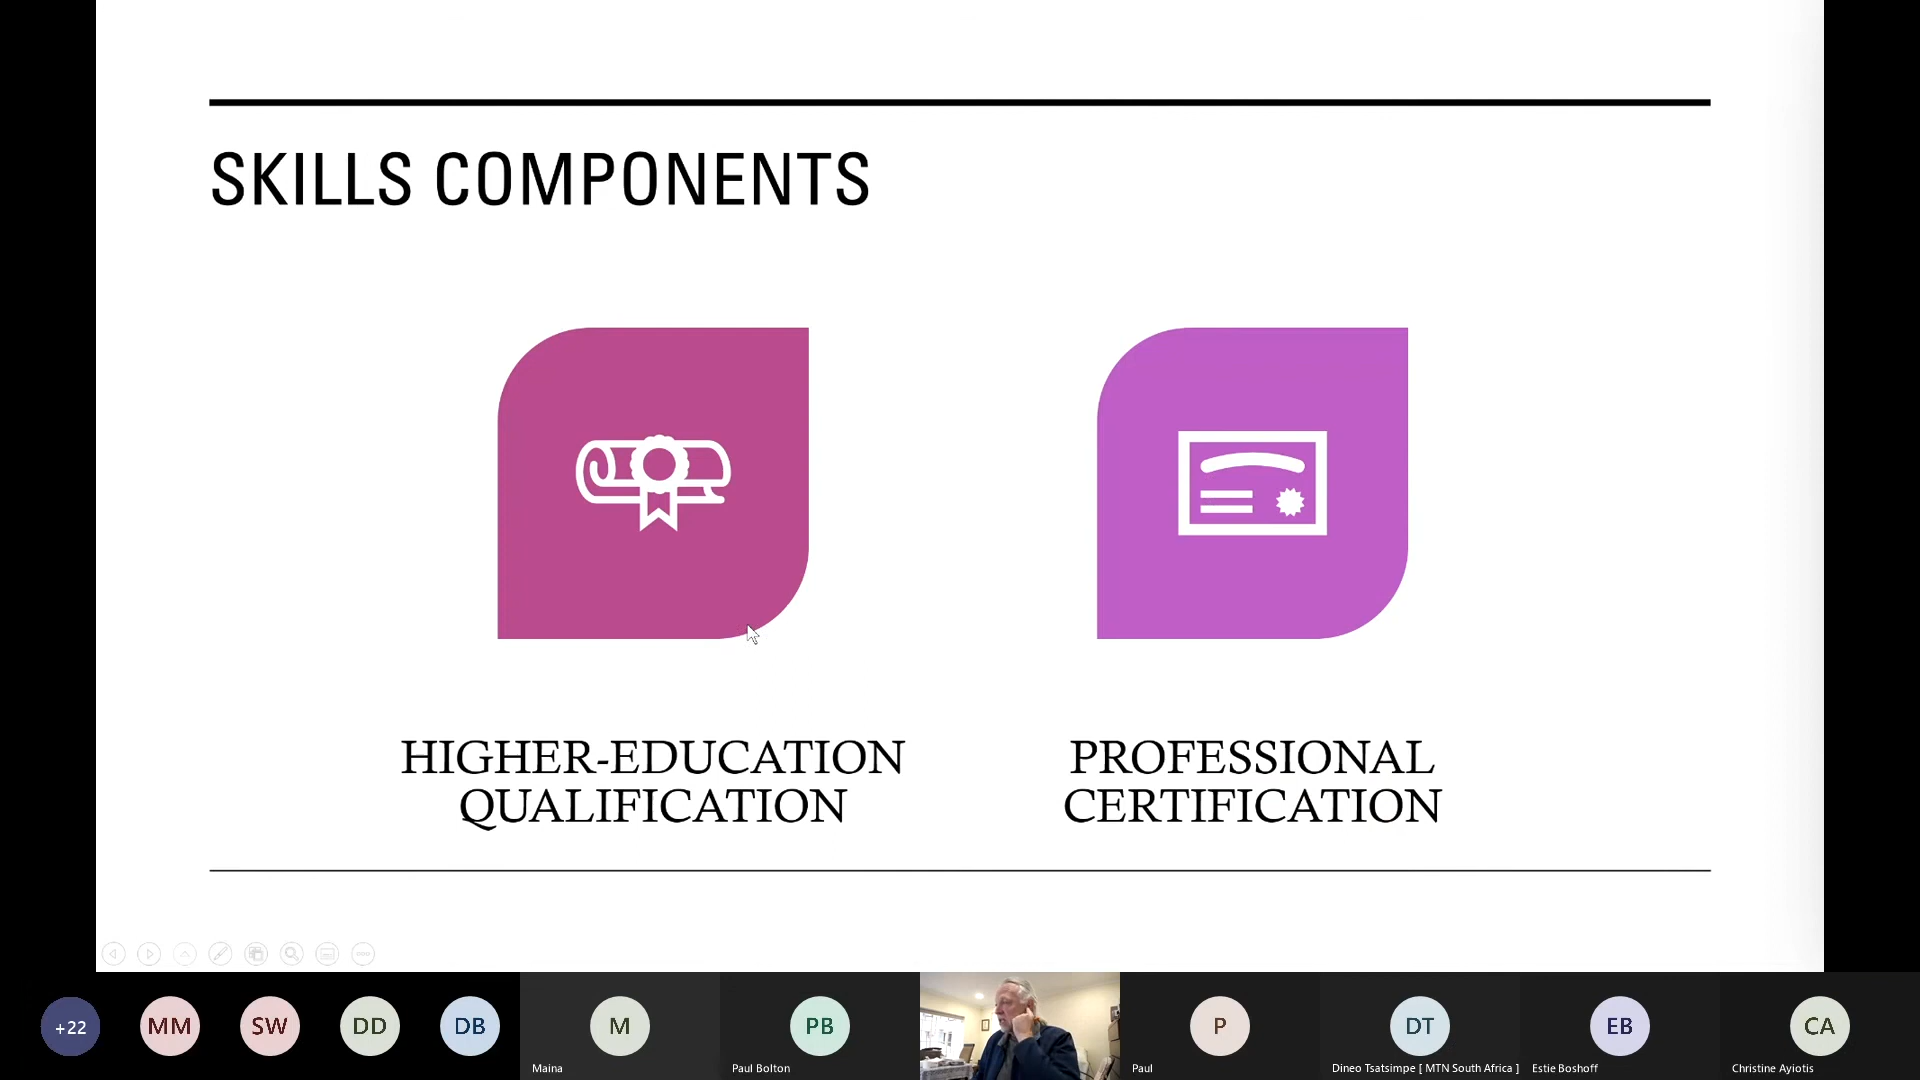 SKILLS COMPONENTS
HIGHER-EDUCATION
QUALIFICATION
PROFESSIONAL
CERTIFICATION
+22
MM
SW
DD
DB
M
Maina
PB
Paul Bolton
P
Paul
DT
Dineo Tsatsimpe [ MTN South Africa ]
EB
Estie Boshoff
CA
Christine Ayiotis